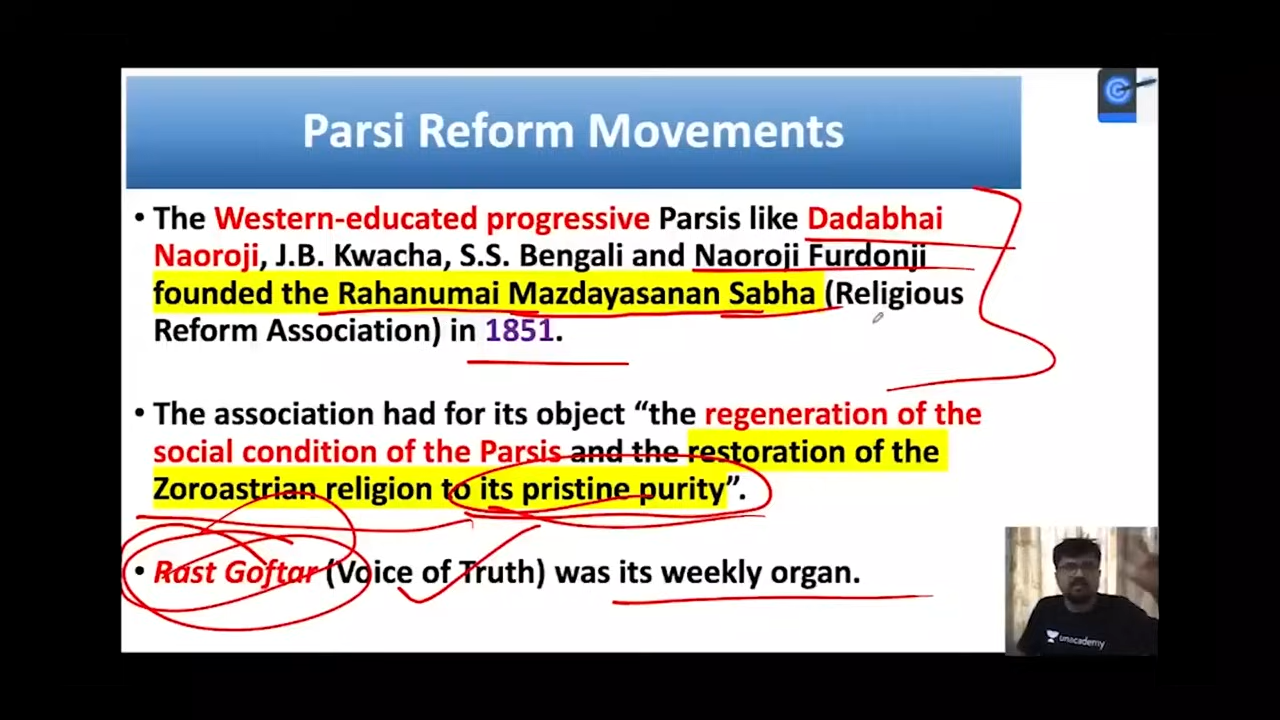 Parsi Reform Movements
• The Western-educated progressive Parsis like Dadabhai
Naoroji, J.B. Kwacha, S.S. Bengali and Naoroji Furdonji
founded the Rahanumai Mazdayasanan Sabha (Religious
Reform Association) in 1851.
• The association had for its object “the regeneration of the
social condition of the Parsis and the restoration of the
Zoroastrian religion to its pristine purity”.
• Rast Goftar (Voice of Truth) was its weekly organ.
unacademy